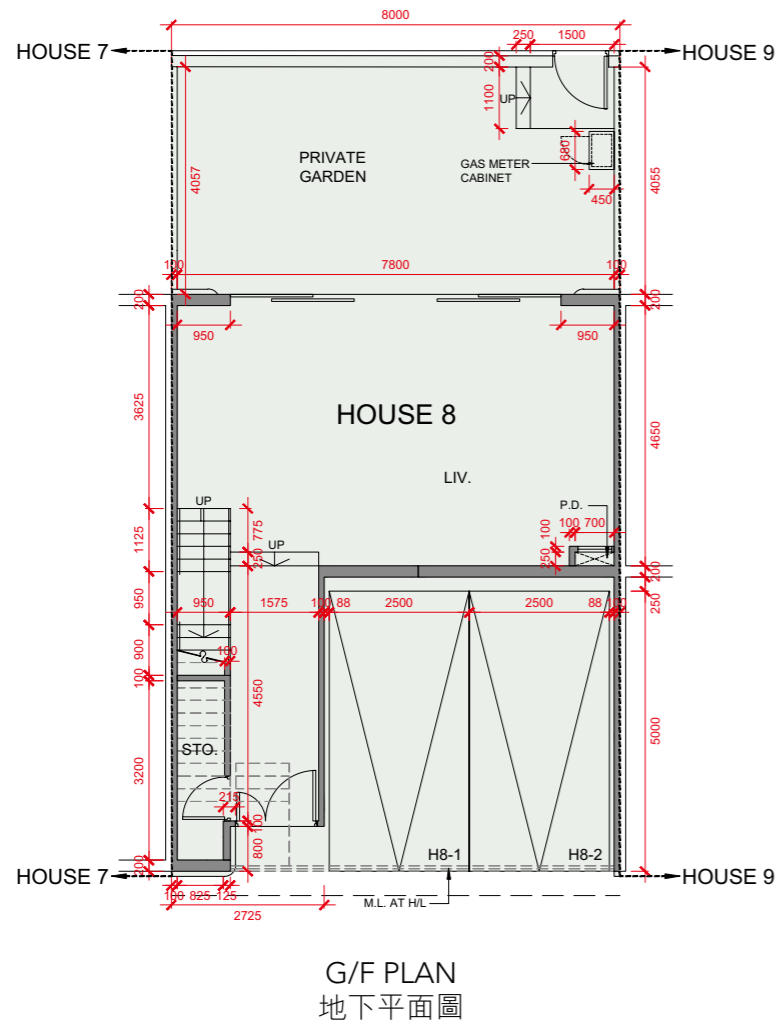 8000
HOUSE 7
HOUSE 9
250
1500
200
1100
UP
PRIVATE
GARDEN
GAS METER
CABINET
680
450
4057
4055
100
7800
100
200
200
950
950
3625
HOUSE 8
4650
LIV.
UP
P.D.
775
100
700
100
1125
UP
250
250
200
950
950
1575
100
88
2500
2500
88
100
250
900
100
100
4550
5000
STO.
3200
215
100
800
H8-1
H8-2
200
HOUSE 7
HOUSE 9
100
825
125
M.L. AT H/L
2725
G/F PLAN
地下平面圖